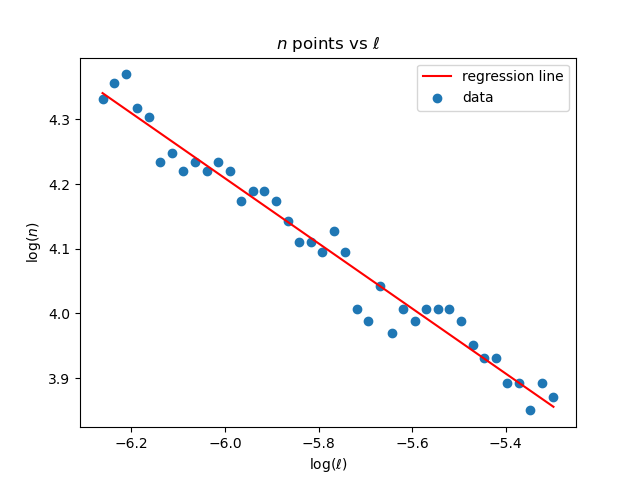 n points vs ℓ
regression line
data
4.3
4.2
4.1
4.0
3.9
log(n)
−6.2 −6.0 −5.8 −5.6 −5.4
log(ℓ)